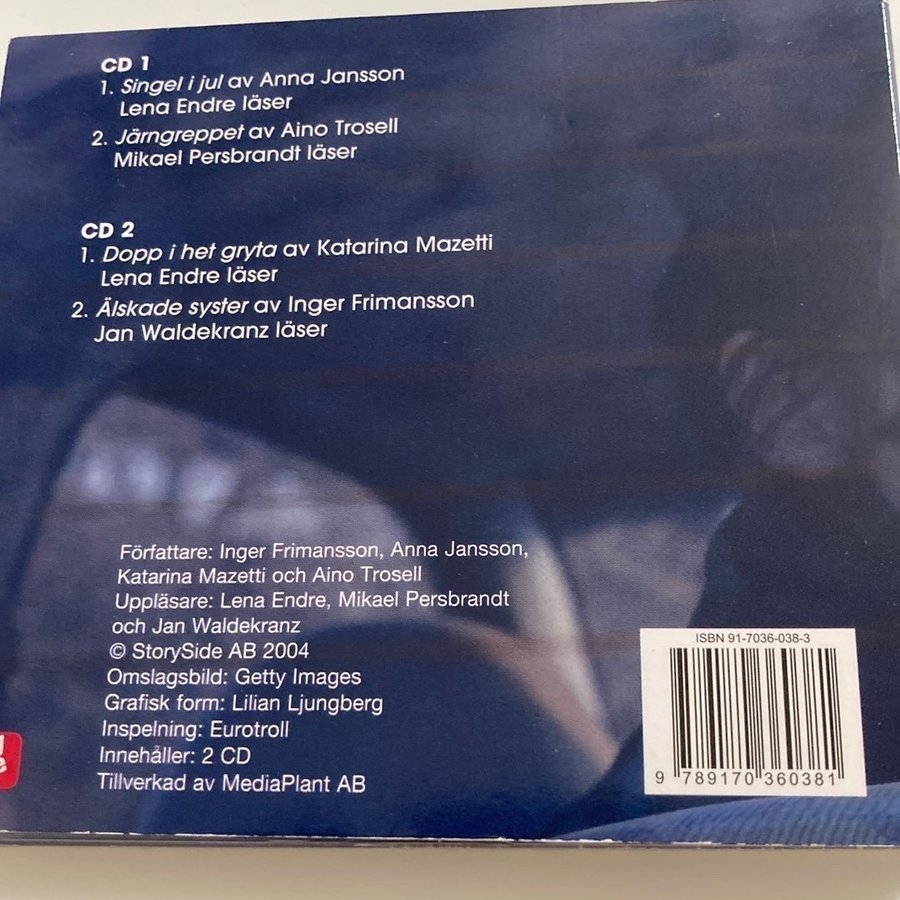 CD 1
1. Singel i jul av Anna Jansson
Lena Endre läser
2. Järngreppet av Aino Trosell
Mikael Persbrandt läser
CD 2
1. Dopp i het gryta av Katarina Mazetti
Lena Endre läser
2. Älskade syster av Inger Frimansson
Jan Waldekranz läser
Författare: Inger Frimansson, Anna Jansson,
Katarina Mazetti och Aino Trosell
Uppläsare: Lena Endre, Mikael Persbrandt
och Jan Waldekranz
© StorySide AB 2004
Omslagsbild: Getty Images
Grafisk form: Lilian Ljungberg
Inspelning: Eurotroll
Innehåller: 2 CD
Tillverkad av MediaPlant AB
ISBN 91-7036-038-3
9 789170 360381